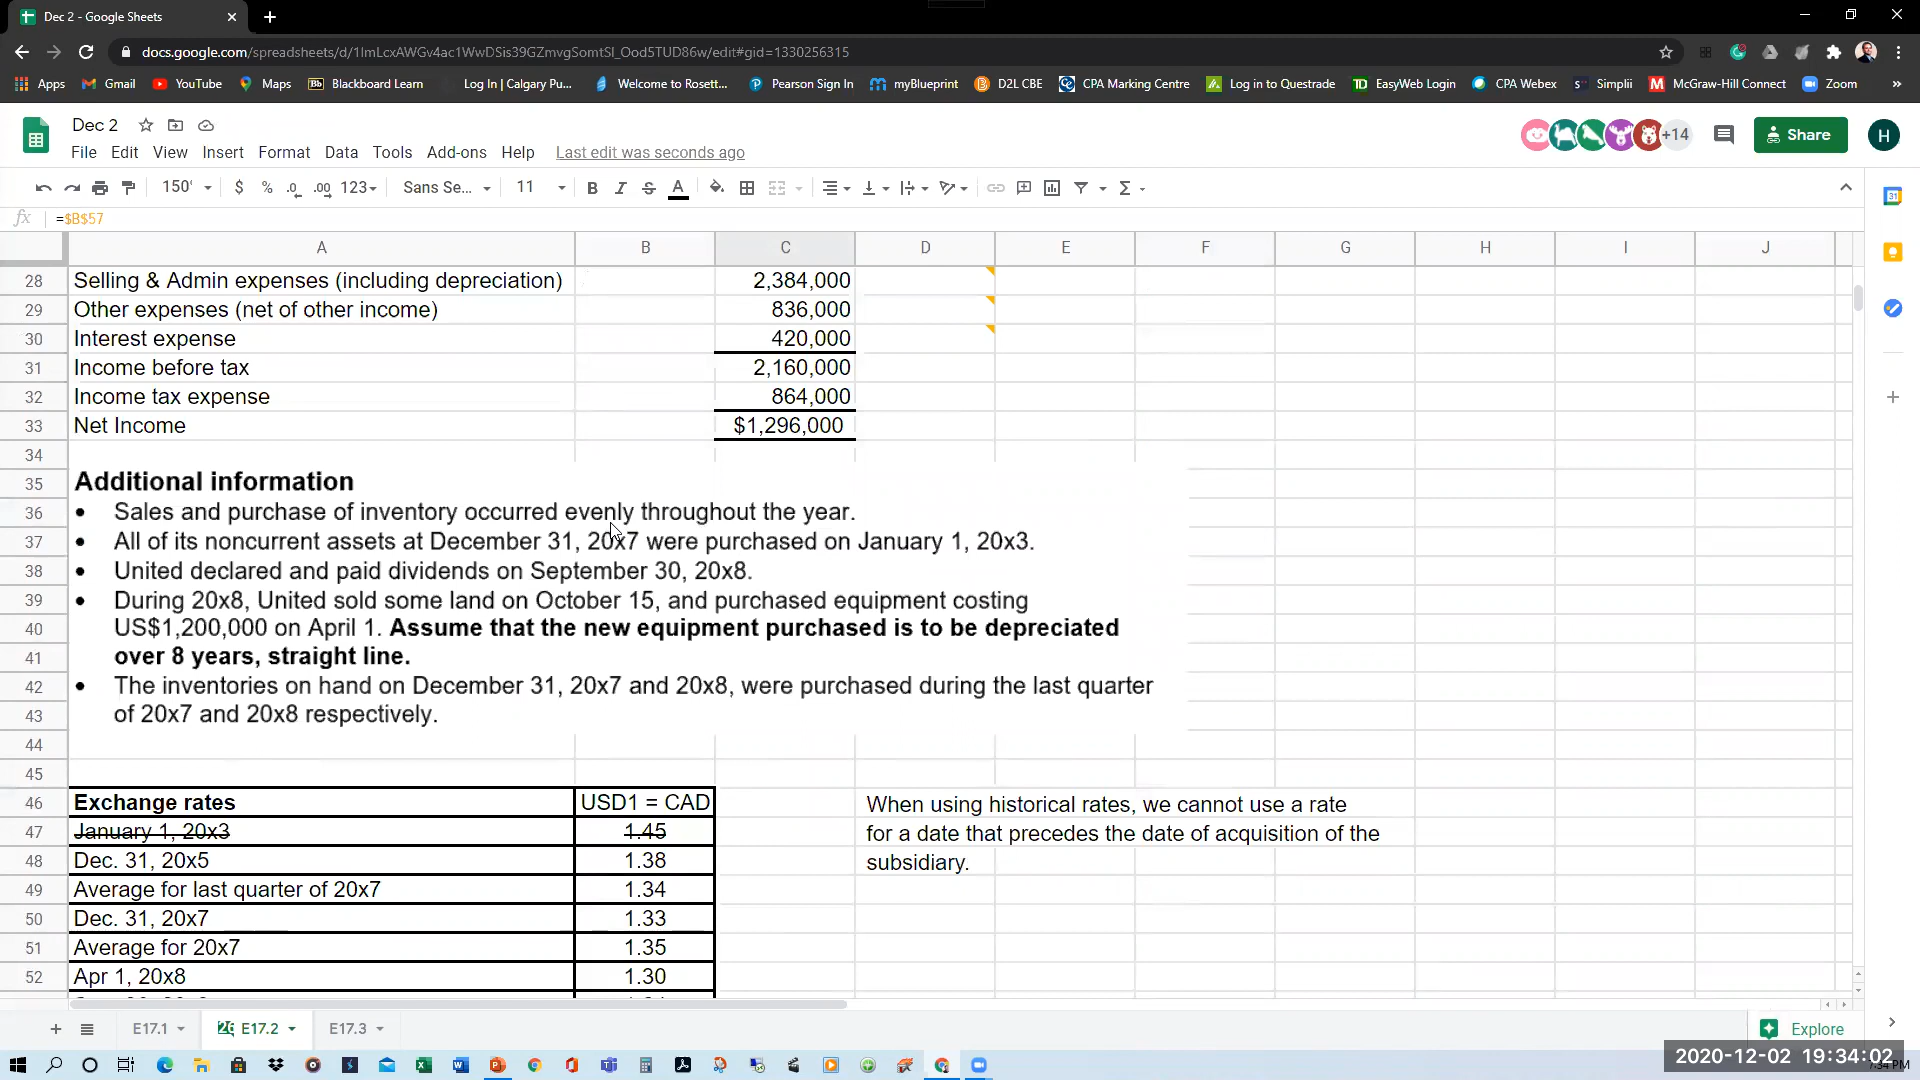 Dec 2 - Google Sheets
docs.google.com/spreadsheets/d/1ImLcxAWGv4ac1WwDSis39GZmvgSomtSI_Ood5TUD86w/edit#gid=1330256315
Apps Gmail YouTube Maps Blackboard Learn Log In | Calgary Pu... Welcome to Rosett... Pearson Sign In myBlueprint D2L CBE CPA Marking Centre Log in to Questrade EasyWeb Login CPA Webex Simplii McGraw-Hill Connect Zoom »
Dec 2
+14 Share H
File Edit View Insert Format Data Tools Add-ons Help Last edit was seconds ago
$ % .0 .00 123 Sans Se... 11 B I S A
fx =$B$57
A B C D E F G H I J
28 Selling & Admin expenses (including depreciation) 2,384,000
29 Other expenses (net of other income) 836,000
30 Interest expense 420,000
31 Income before tax 2,160,000
32 Income tax expense 864,000
33 Net Income $1,296,000
34
35 Additional information
36 • Sales and purchase of inventory occurred evenly throughout the year.
37 • All of its noncurrent assets at December 31, 20x7 were purchased on January 1, 20x3.
38 • United declared and paid dividends on September 30, 20x8.
39 • During 20x8, United sold some land on October 15, and purchased equipment costing
40 US$1,200,000 on April 1. Assume that the new equipment purchased is to be depreciated
41 over 8 years, straight line.
42 • The inventories on hand on December 31, 20x7 and 20x8, were purchased during the last quarter
43 of 20x7 and 20x8 respectively.
44
45
46 Exchange rates USD1 = CAD When using historical rates, we cannot use a rate
47 January 1, 20x3 1.45 for a date that precedes the date of acquisition of the
48 Dec. 31, 20x5 1.38 subsidiary.
49 Average for last quarter of 20x7 1.34
50 Dec. 31, 20x7 1.33
51 Average for 20x7 1.35
52 Apr 1, 20x8 1.30
E17.1 E17.2 E17.3 Explore
2020-12-02 19:34:02